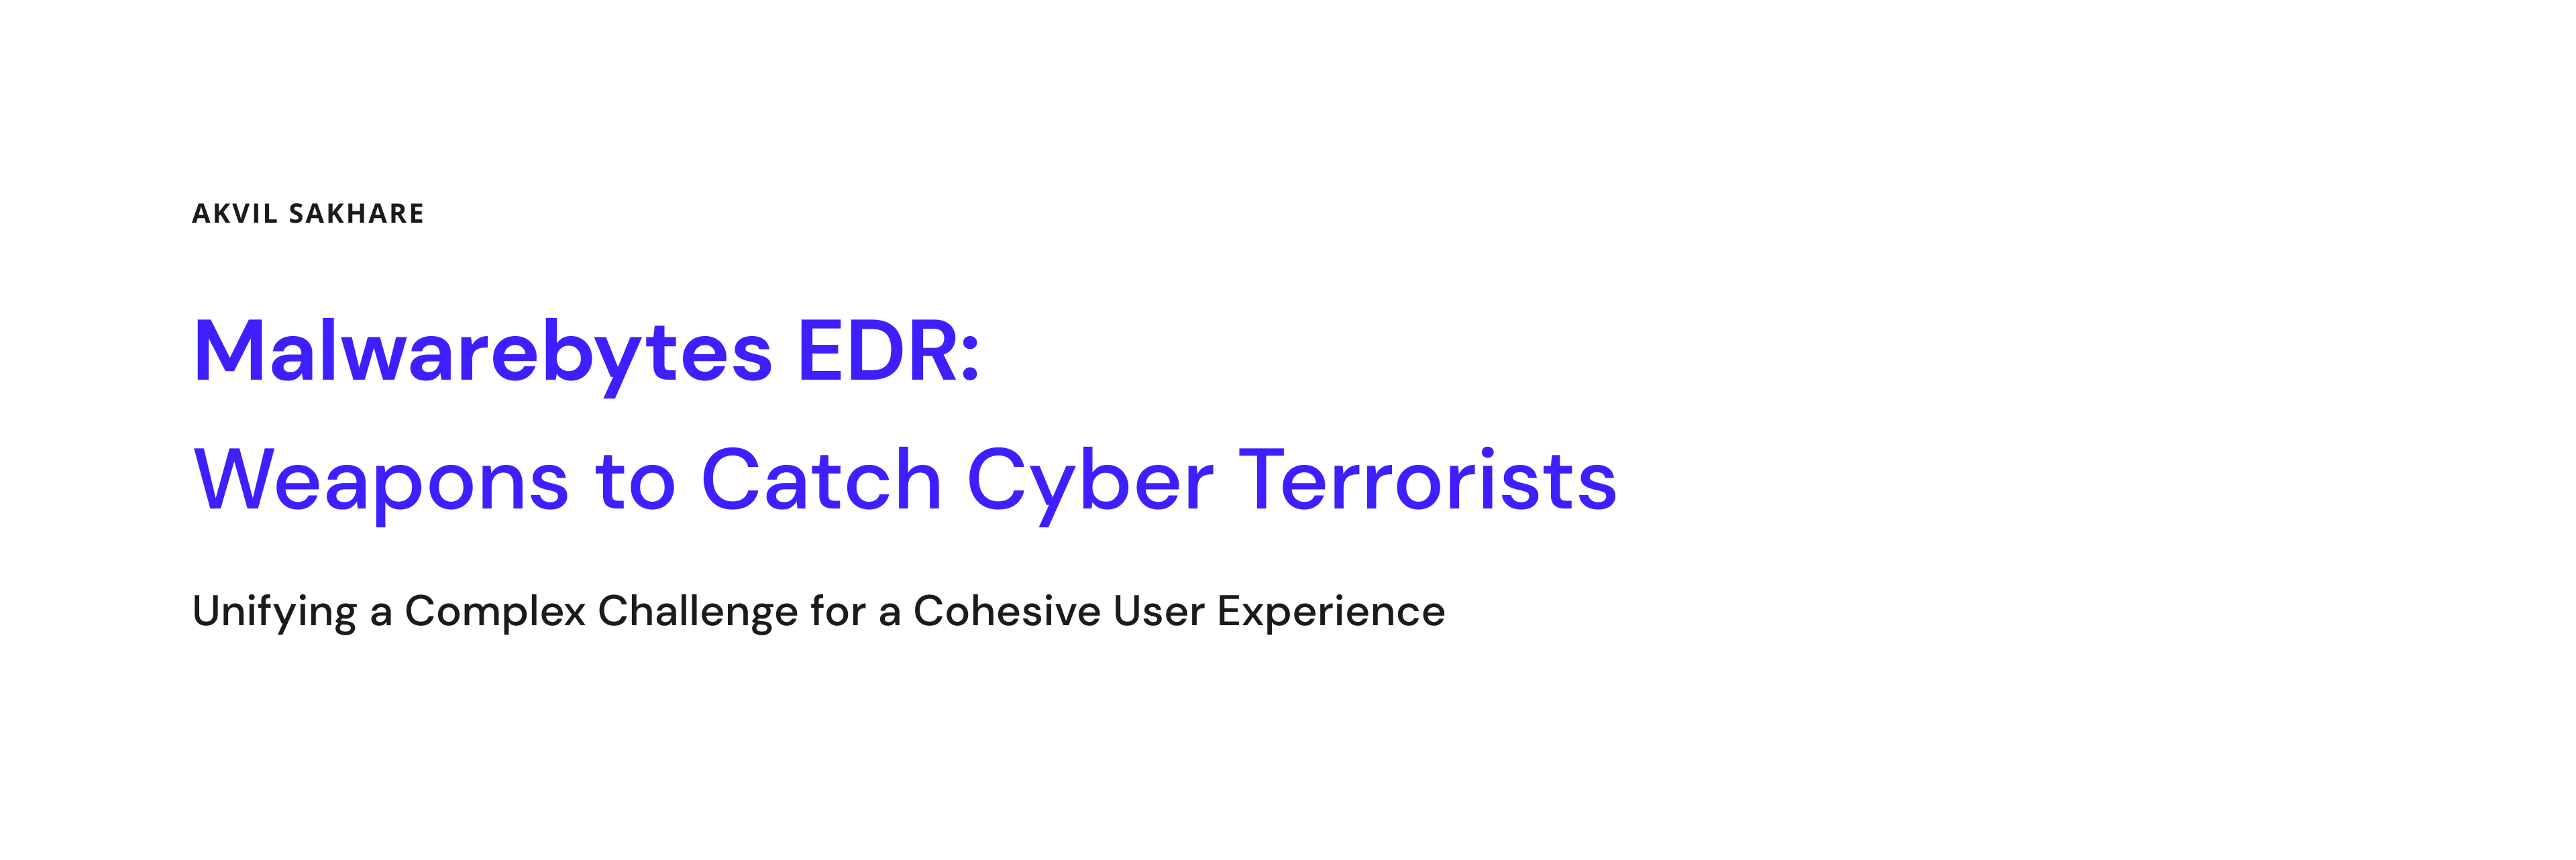 AKVIL SAKHARE
Malwarebytes EDR:
Weapons to Catch Cyber Terrorists
Unifying a Complex Challenge for a Cohesive User Experience